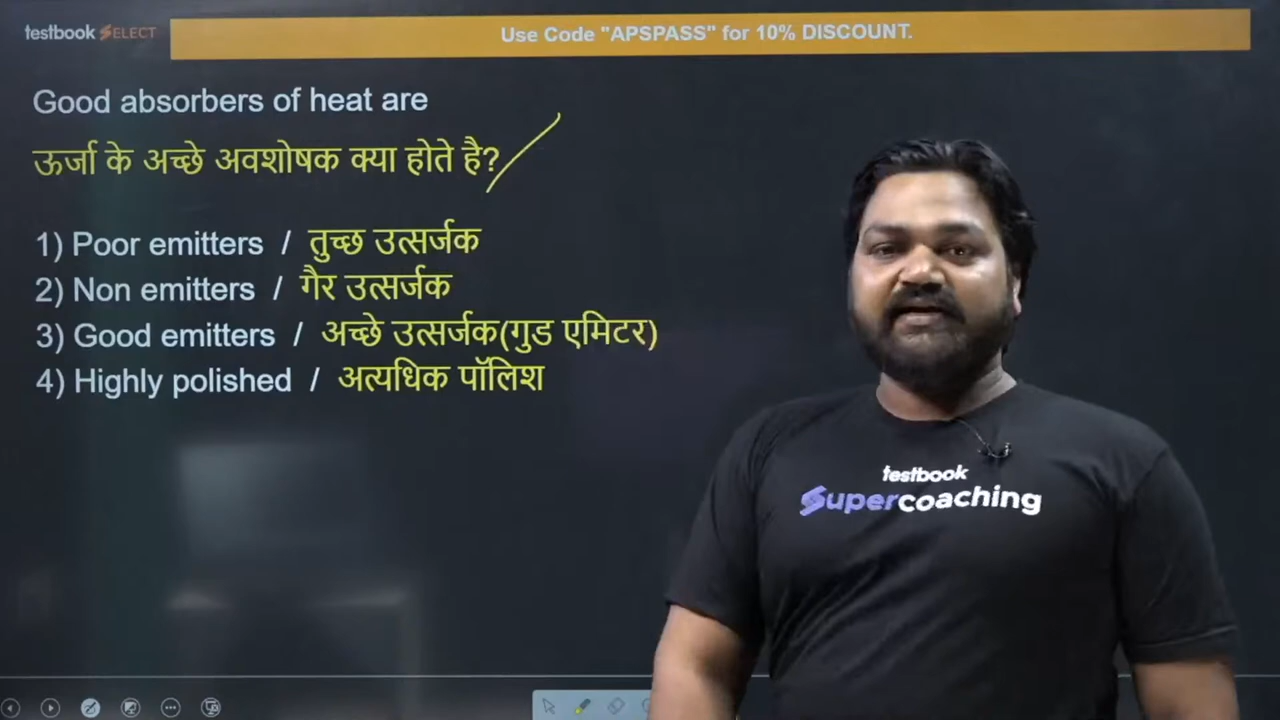 testbook SELECT
Use Code "APSPASS" for 10% DISCOUNT.
Good absorbers of heat are
ऊर्जा के अच्छे अवशोषक क्या होते है?
1) Poor emitters / तुच्छ उत्सर्जक
2) Non emitters / गैर उत्सर्जक
3) Good emitters / अच्छे उत्सर्जक(गुड एमिटर)
4) Highly polished / अत्यधिक पॉलिश
testbook
Supercoaching